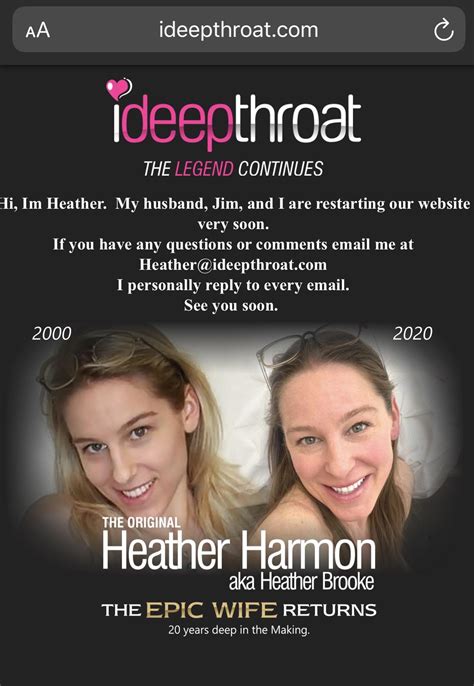 AA
ideepthroat.com
ideepthroat
THE LEGEND CONTINUES
Hi, Im Heather. My husband, Jim, and I are restarting our website
very soon.
If you have any questions or comments email me at
Heather@ideepthroat.com
I personally reply to every email.
See you soon.
2000
2020
THE ORIGINAL
Heather Harmon
aka Heather Brooke
THE EPIC WIFE RETURNS
20 years deep in the Making.